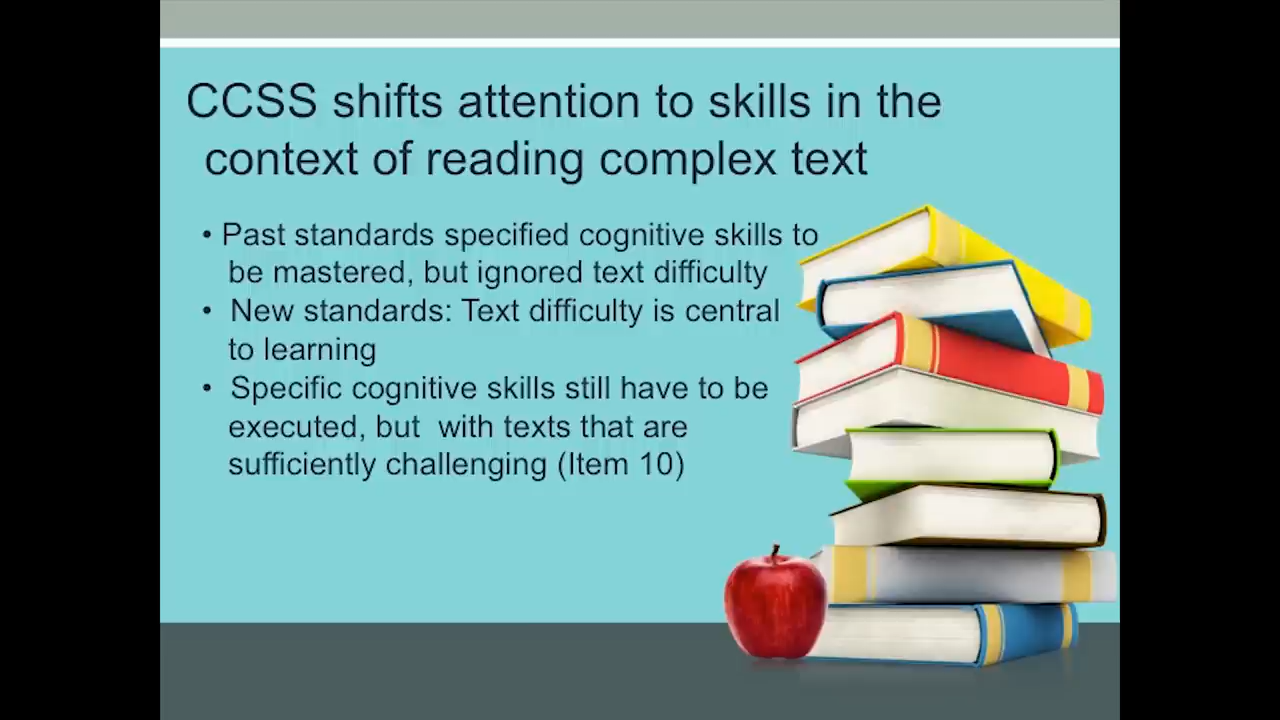 CCSS shifts attention to skills in the
context of reading complex text
• Past standards specified cognitive skills to
be mastered, but ignored text difficulty
• New standards: Text difficulty is central
to learning
• Specific cognitive skills still have to be
executed, but  with texts that are
sufficiently challenging (Item 10)